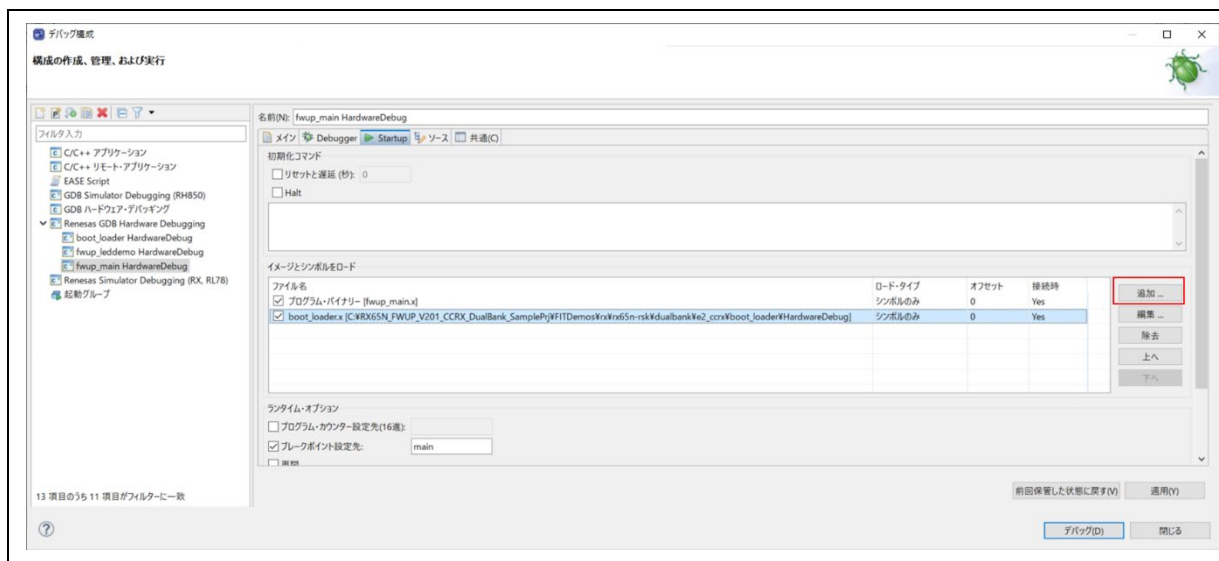 デバッグ構成
構成の作成、管理、および実行
フィルタ入力
C/C++ アプリケーション
C/C++ リモート・アプリケーション
EASE Script
GDB Simulator Debugging (RH850)
GDB ハードウェア・デバッギング
Renesas GDB Hardware Debugging
boot_loader HardwareDebug
fwup_leddemo HardwareDebug
fwup_main HardwareDebug
Renesas Simulator Debugging (RX, RL78)
起動グループ
13 項目のうち 11 項目がフィルターに一致
名前(N): fwup_main HardwareDebug
メイン Debugger Startup ソース 共通(C)
初期化コマンド
リセットと遅延 (秒): 0
Halt
イメージとシンボルをロード
ファイル名 ロード・タイプ オフセット 接続時
プログラム・バイナリー [fwup_main.x] シンボルのみ 0 Yes
boot_loader.x [C:¥RX65N_FWUP_V201_CCRX_DualBank_SamplePrj¥FITDemos¥rx¥rx65n-rsk¥dualbank¥e2_ccrx¥boot_loader¥HardwareDebug] シンボルのみ 0 Yes
追加 ...
編集 ...
除去
上へ
下へ
ランタイム・オプション
プログラム・カウンター設定先(16進):
ブレークポイント設定先: main
前回保管した状態に戻す(V) 適用(Y)
デバッグ(D) 閉じる